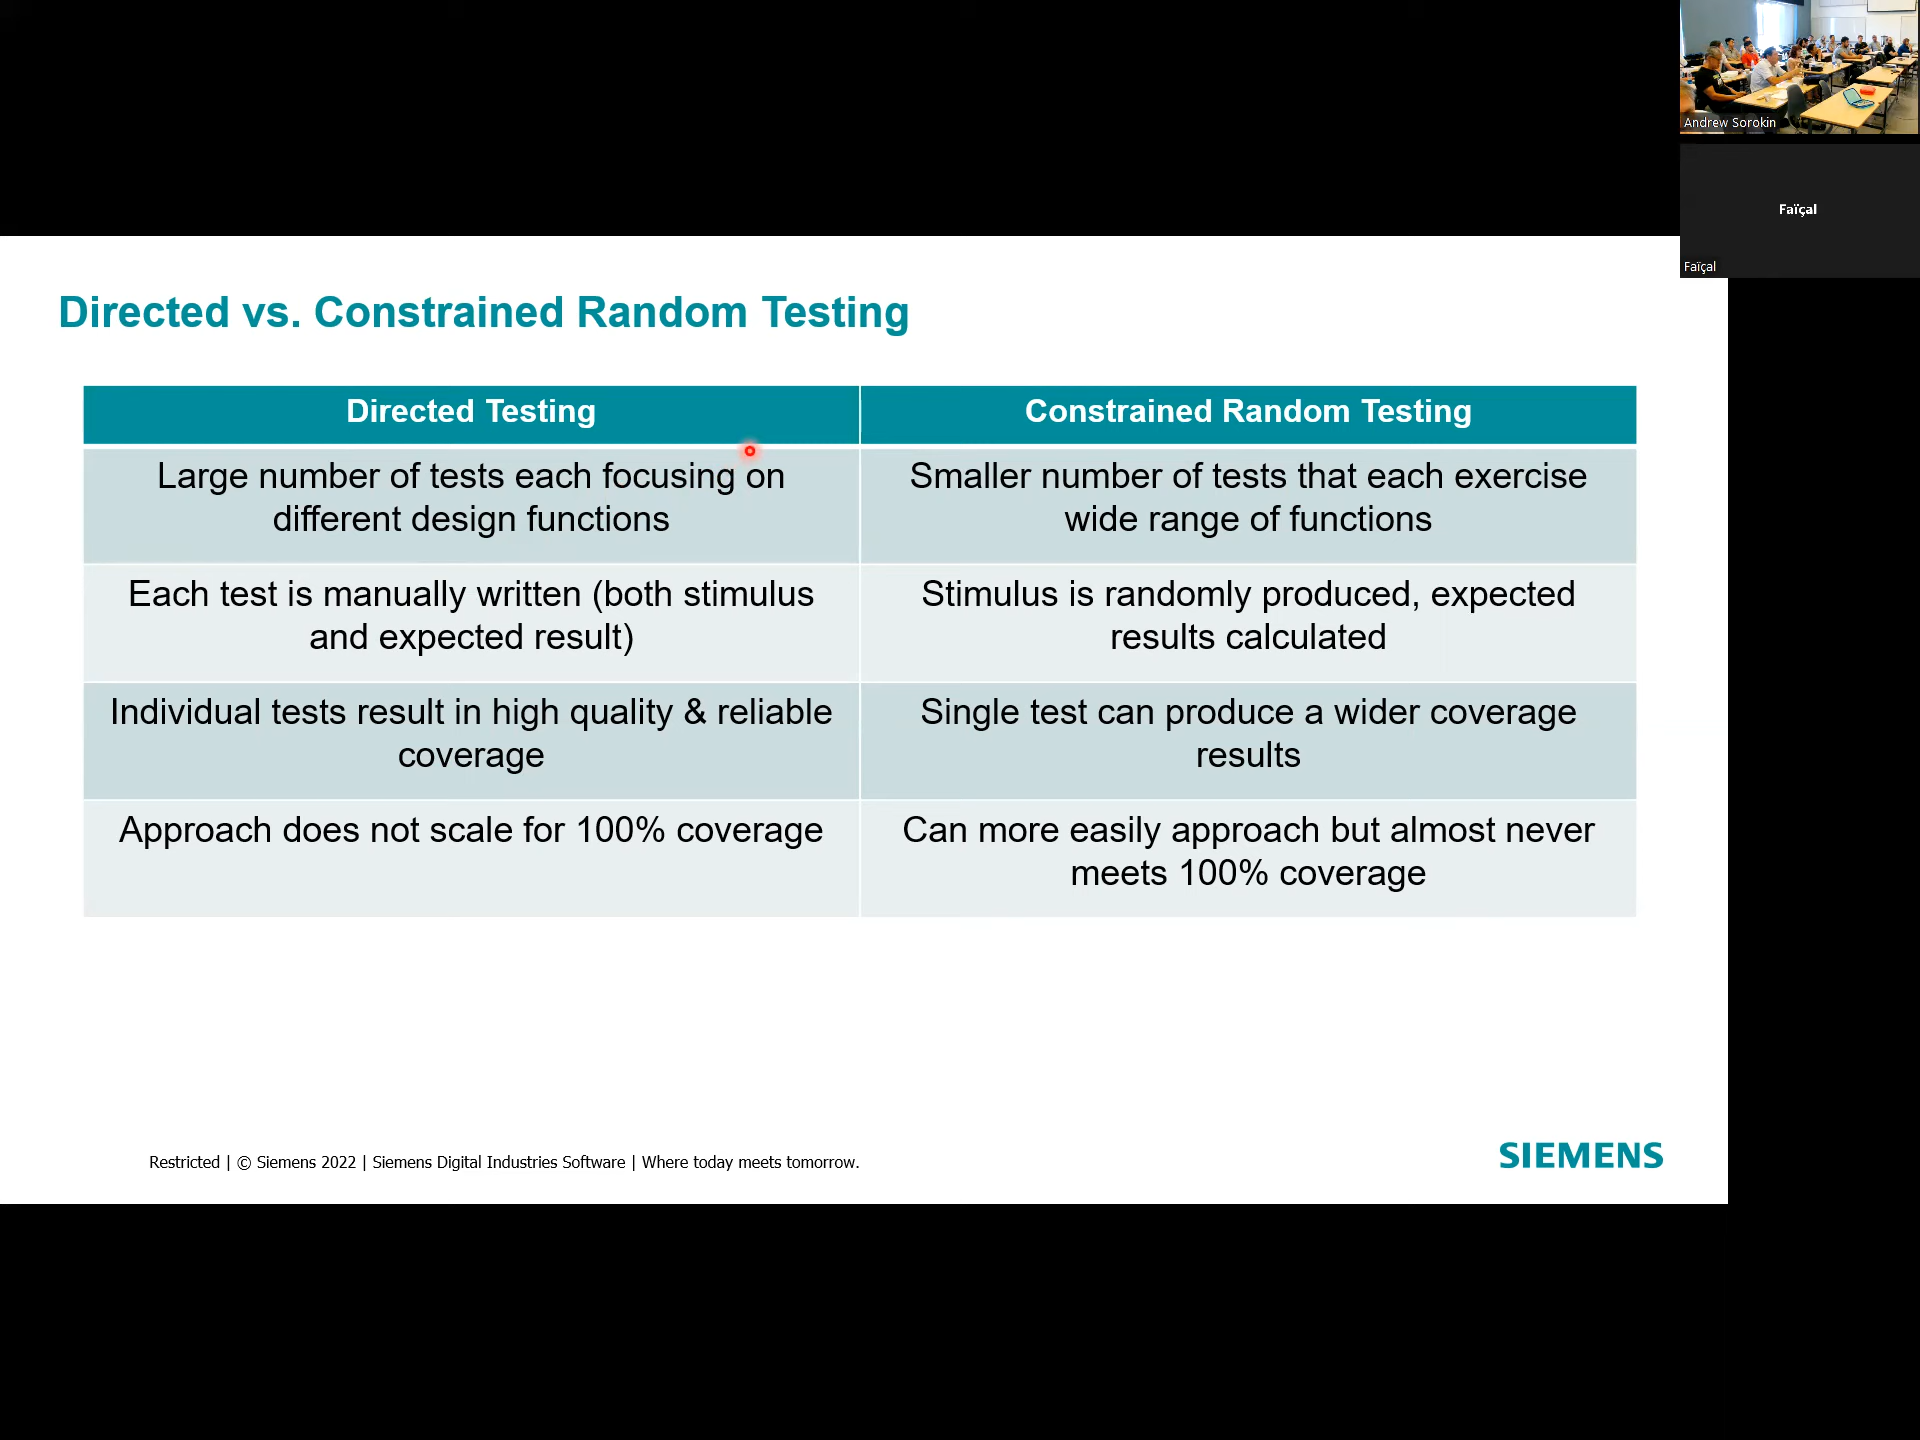 Andrew Sorokin
Faïçal
Faïçal
Directed vs. Constrained Random Testing
Directed Testing
Constrained Random Testing
Large number of tests each focusing on
different design functions
Smaller number of tests that each exercise
wide range of functions
Each test is manually written (both stimulus
and expected result)
Stimulus is randomly produced, expected
results calculated
Individual tests result in high quality & reliable
coverage
Single test can produce a wider coverage
results
Approach does not scale for 100% coverage
Can more easily approach but almost never
meets 100% coverage
Restricted | © Siemens 2022 | Siemens Digital Industries Software | Where today meets tomorrow.
SIEMENS